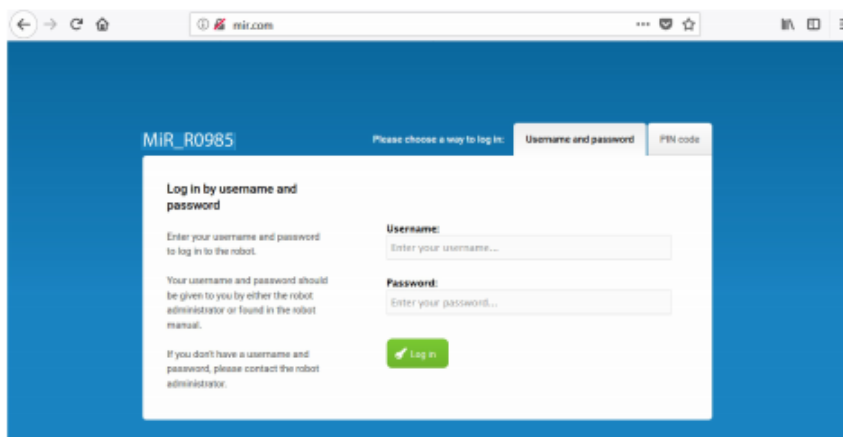 mir.com
MiR_R0985
Please choose a way to log in:
Username and password
PIN code
Log in by username and
password
Enter your username and password
to log in to the robot.
Your username and password should
be given to you by either the robot
administrator or found in the robot
manual.
If you don't have a username and
password, please contact the robot
administrator.
Username:
Enter your username...
Password:
Enter your password...
Log in